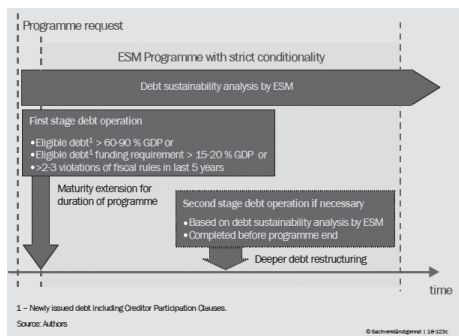 Programme request
ESM Programme with strict conditionality
Debt sustainability analysis by ESM
First stage debt operation
•Eligible debt¹ > 60-90 % GDP or
•Eligible debt¹ funding requirement > 15-20 % GDP or
•>2-3 violations of fiscal rules in last 5 years
Maturity extension for
duration of programme
Second stage debt operation if necessary
•Based on debt sustainability analysis by ESM
•Completed before programme end
Deeper debt restructuring
time
1 – Newly issued debt including Creditor Participation Clauses.
Source: Authors
© Sachverständigenrat | 16-123c